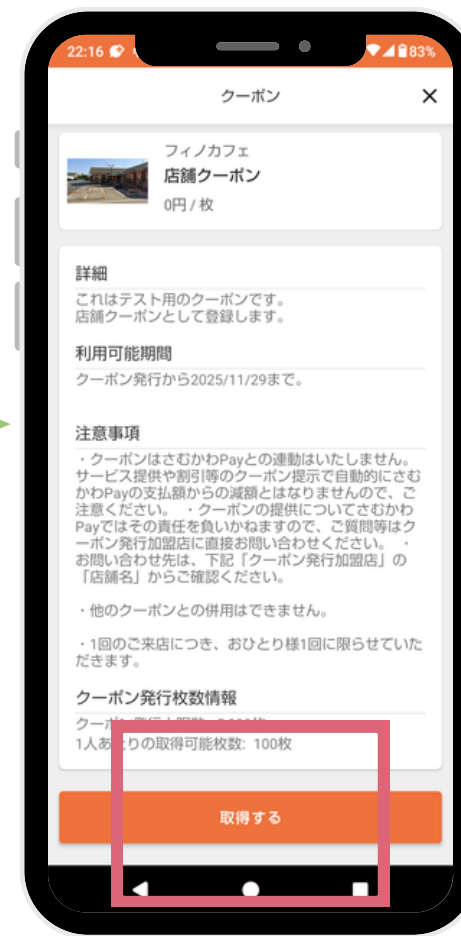 22:16
83%
クーポン
フィノカフェ
店舗クーポン
0円 / 枚
詳細
これはテスト用のクーポンです。
店舗クーポンとして登録します。
利用可能期間
クーポン発行から2025/11/29まで。
注意事項
・クーポンはさむかわPayとの連動はいたしません。
サービス提供や割引等のクーポン提示で自動的にさむ
かわPayの支払額からの減額とはなりませんので、ご
注意ください。 ・クーポンの提供についてさむかわ
Payではその責任を負いかねますので、ご質問等はク
ーポン発行加盟店に直接お問い合わせください。 ・
お問い合わせ先は、下記「クーポン発行加盟店」の
「店舗名」からご確認ください。
・他のクーポンとの併用はできません。
・1回のご来店につき、おひとり様1回に限らせていた
だきます。
クーポン発行枚数情報
1人あたりの取得可能枚数: 100枚
取得する